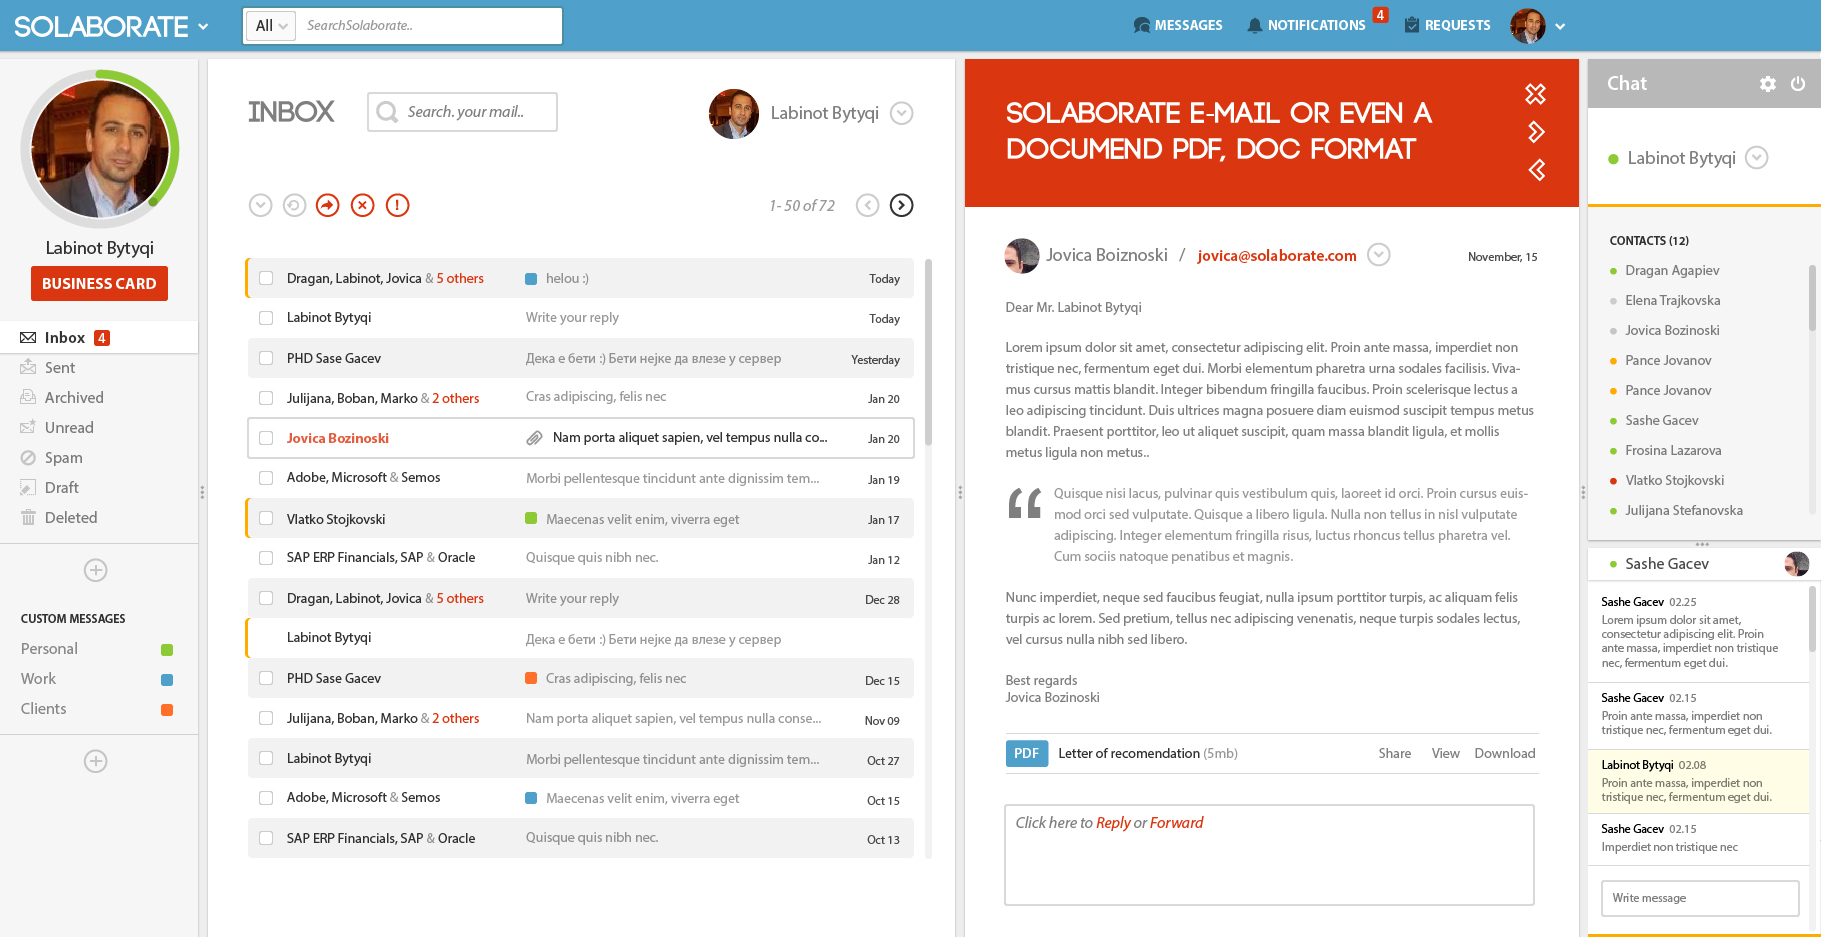 SOLABORATE
All SearchSolaborate..
MESSAGES NOTIFICATIONS 4 REQUESTS
Labinot Bytyqi
BUSINESS CARD
Inbox 4
Sent
Archived
Unread
Spam
Draft
Deleted
CUSTOM MESSAGES
Personal
Work
Clients
INBOX Search. your mail.. Labinot Bytyqi
1- 50 of 72
Dragan, Labinot, Jovica & 5 others helou :) Today
Labinot Bytyqi Write your reply Today
PHD Sase Gacev Дека е бети :) Бети нејке да влезе у сервер Yesterday
Julijana, Boban, Marko & 2 others Cras adipiscing, felis nec Jan 20
Jovica Bozinoski Nam porta aliquet sapien, vel tempus nulla co... Jan 20
Adobe, Microsoft & Semos Morbi pellentesque tincidunt ante dignissim tem... Jan 19
Vlatko Stojkovski Maecenas velit enim, viverra eget Jan 17
SAP ERP Financials, SAP & Oracle Quisque quis nibh nec. Jan 12
Dragan, Labinot, Jovica & 5 others Write your reply Dec 28
Labinot Bytyqi Дека е бети :) Бети нејке да влезе у сервер
PHD Sase Gacev Cras adipiscing, felis nec Dec 15
Julijana, Boban, Marko & 2 others Nam porta aliquet sapien, vel tempus nulla conse... Nov 09
Labinot Bytyqi Morbi pellentesque tincidunt ante dignissim tem... Oct 27
Adobe, Microsoft & Semos Maecenas velit enim, viverra eget Oct 15
SAP ERP Financials, SAP & Oracle Quisque quis nibh nec. Oct 13
SOLABORATE E-MAIL OR EVEN A
DOCUMEND PDF, DOC FORMAT
Jovica Boiznoski / jovica@solaborate.com November, 15
Dear Mr. Labinot Bytyqi
Lorem ipsum dolor sit amet, consectetur adipiscing elit. Proin ante massa, imperdiet non
tristique nec, fermentum eget dui. Morbi elementum pharetra urna sodales facilisis. Viva-
mus cursus mattis blandit. Integer bibendum fringilla faucibus. Proin scelerisque lectus a
leo adipiscing tincidunt. Duis ultrices magna posuere diam euismod suscipit tempus metus
blandit. Praesent porttitor, leo ut aliquet suscipit, quam massa blandit ligula, et mollis
metus ligula non metus..
“ Quisque nisi lacus, pulvinar quis vestibulum quis, laoreet id orci. Proin cursus euis-
mod orci sed vulputate. Quisque a libero ligula. Nulla non tellus in nisl vulputate
adipiscing. Integer elementum fringilla risus, luctus rhoncus tellus pharetra vel.
Cum sociis natoque penatibus et magnis.
Nunc imperdiet, neque sed faucibus feugiat, nulla ipsum porttitor turpis, ac aliquam felis
turpis ac lorem. Sed pretium, tellus nec adipiscing venenatis, neque turpis sodales lectus,
vel cursus nulla nibh sed libero.
Best regards
Jovica Bozinoski
PDF Letter of recomendation (5mb) Share View Download
Click here to Reply or Forward
Chat
Labinot Bytyqi
CONTACTS (12)
Dragan Agapiev
Elena Trajkovska
Jovica Bozinoski
Pance Jovanov
Pance Jovanov
Sashe Gacev
Frosina Lazarova
Vlatko Stojkovski
Julijana Stefanovska
Sashe Gacev
Sashe Gacev 02.25
Lorem ipsum dolor sit amet,
consectetur adipiscing elit. Proin
ante massa, imperdiet non tristique
nec, fermentum eget dui.
Sashe Gacev 02.15
Proin ante massa, imperdiet non
tristique nec, fermentum eget dui.
Labinot Bytyqi 02.08
Proin ante massa, imperdiet non
tristique nec, fermentum eget dui.
Sashe Gacev 02.15
Imperdiet non tristique nec
Write message